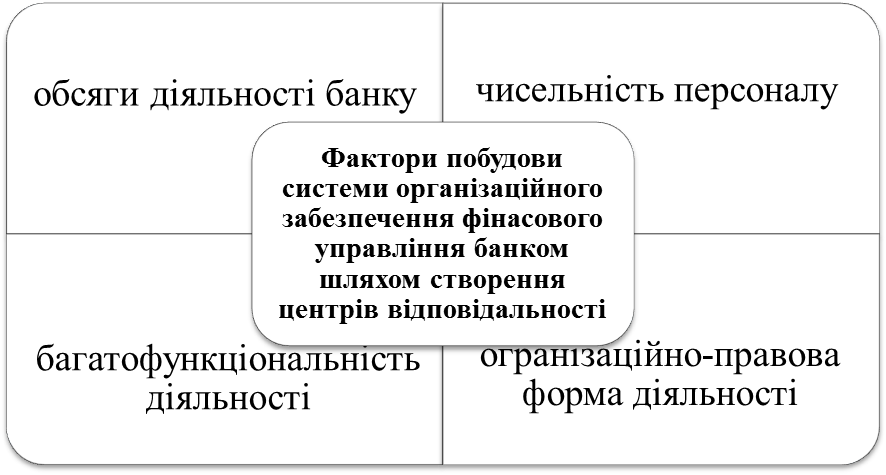 обсяги діяльності банку
чисельність персоналу
Фактори побудови
системи організаційного
забезпечення фінасового
управління банком
шляхом створення
центрів відповідальності
багатофункціональність
діяльності
огранізаційно-правова
форма діяльності